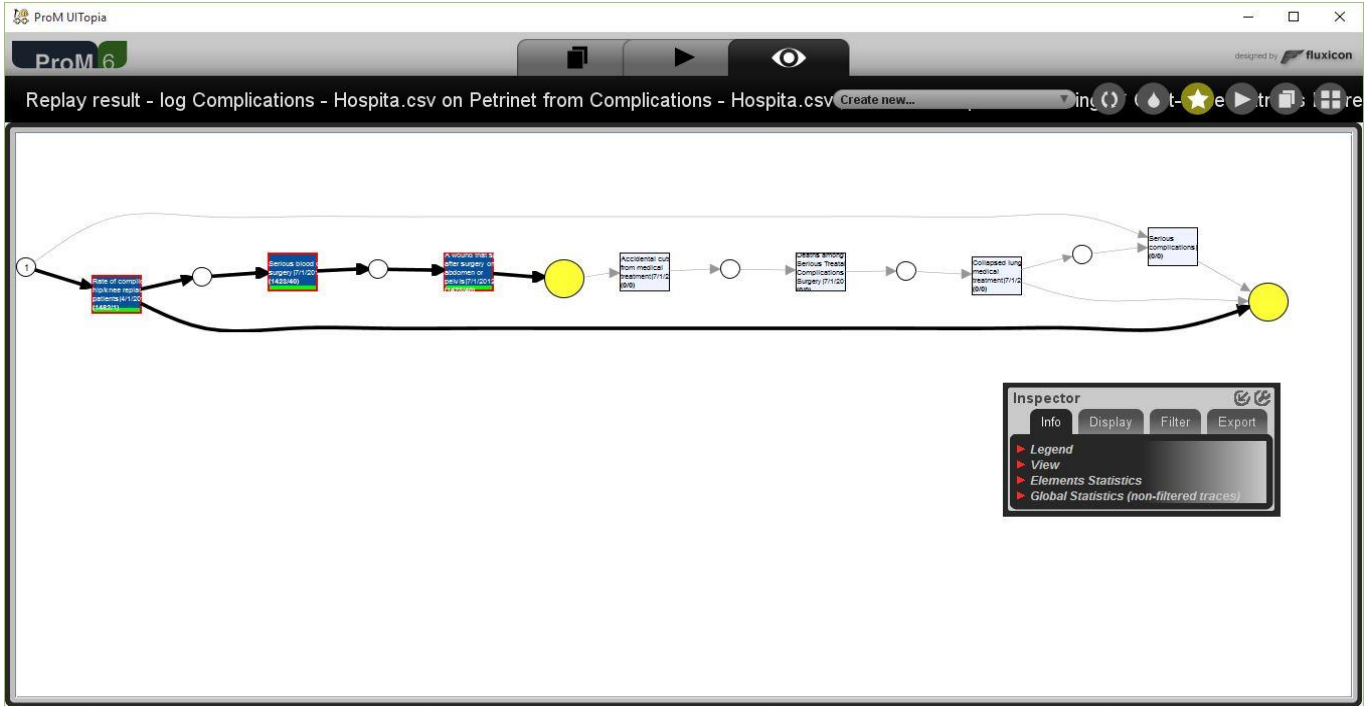 ProM UITopia
ProM 6
designed by fluxicon
Replay result - log Complications - Hospita.csv on Petrinet from Complications - Hospita.csv
Create new...
1
Rate of compli
hip/knee repla
patients|4/1/20
(1482/1)
Serious blood
surgery|7/1/20
(1423/40)
A wound that s
after surgery on
abdomen or
pelvis|7/1/201
Accidental cut
from medical
treatment|7/1/2
(0/0)
Deaths among
Serious Treata
Complications
Surgery|7/1/20
(0/0)
Collapsed lung
medical
treatment|7/1/2
(0/0)
Serious
complications
(0/0)
Inspector
Info
Display
Filter
Export
Legend
View
Elements Statistics
Global Statistics (non-filtered traces)